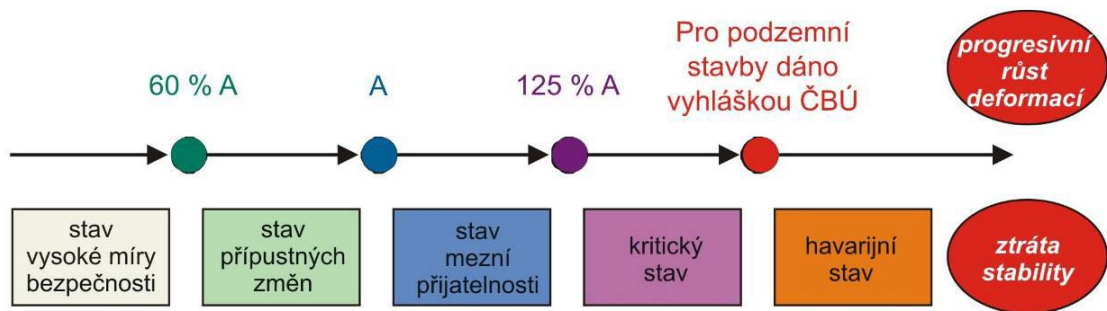 60 % A
A
125 % A
Pro podzemní
stavby dáno
vyhláškou ČBÚ
progresivní
růst
deformací
stav
vysoké míry
bezpečnosti
stav
přípustných
změn
stav
mezní
přijatelnosti
kritický
stav
havarijní
stav
ztráta
stability